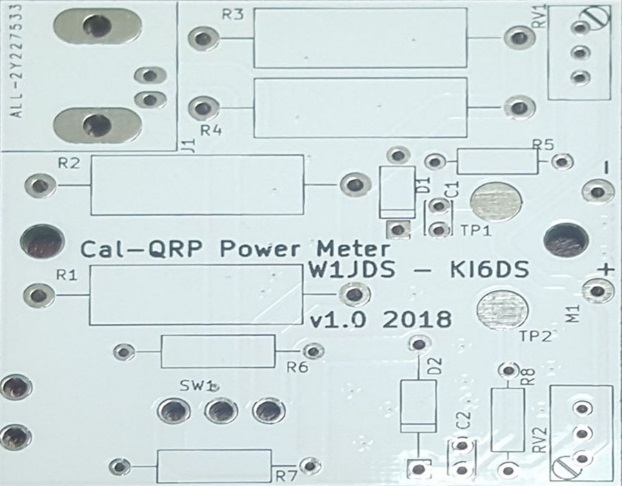 ALL-2Y227533
R3
RV1
R4
J1
R5
R2
D1
C1
-
TP1
Cal-QRP Power Meter
W1JDS - KI6DS
R1
+
M1
v1.0 2018
TP2
R6
D2
R8
SW1
C2
RV2
R7